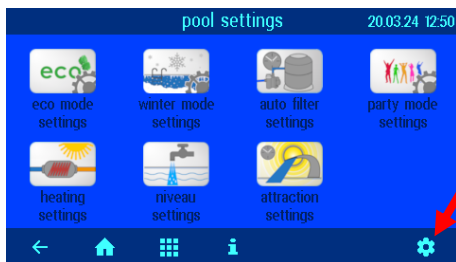 pool settings 20.03.24 12:50
eco
eco mode
settings
winter mode
settings
auto filter
settings
party mode
settings
heating
settings
niveau
settings
attraction
settings
i